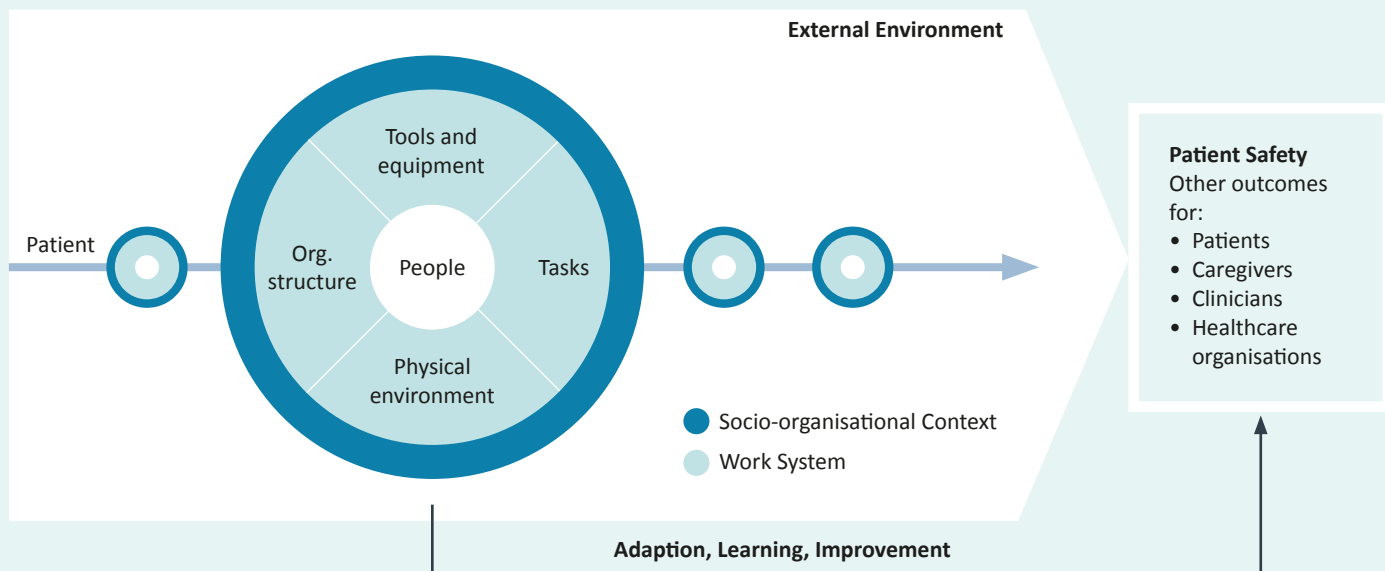 External Environment
Patient
Tools and
equipment
Org.
structure
People
Tasks
Physical
environment
Socio-organisational Context
Work System
Patient Safety
Other outcomes
for:
• Patients
• Caregivers
• Clinicians
• Healthcare
organisations
Adaption, Learning, Improvement